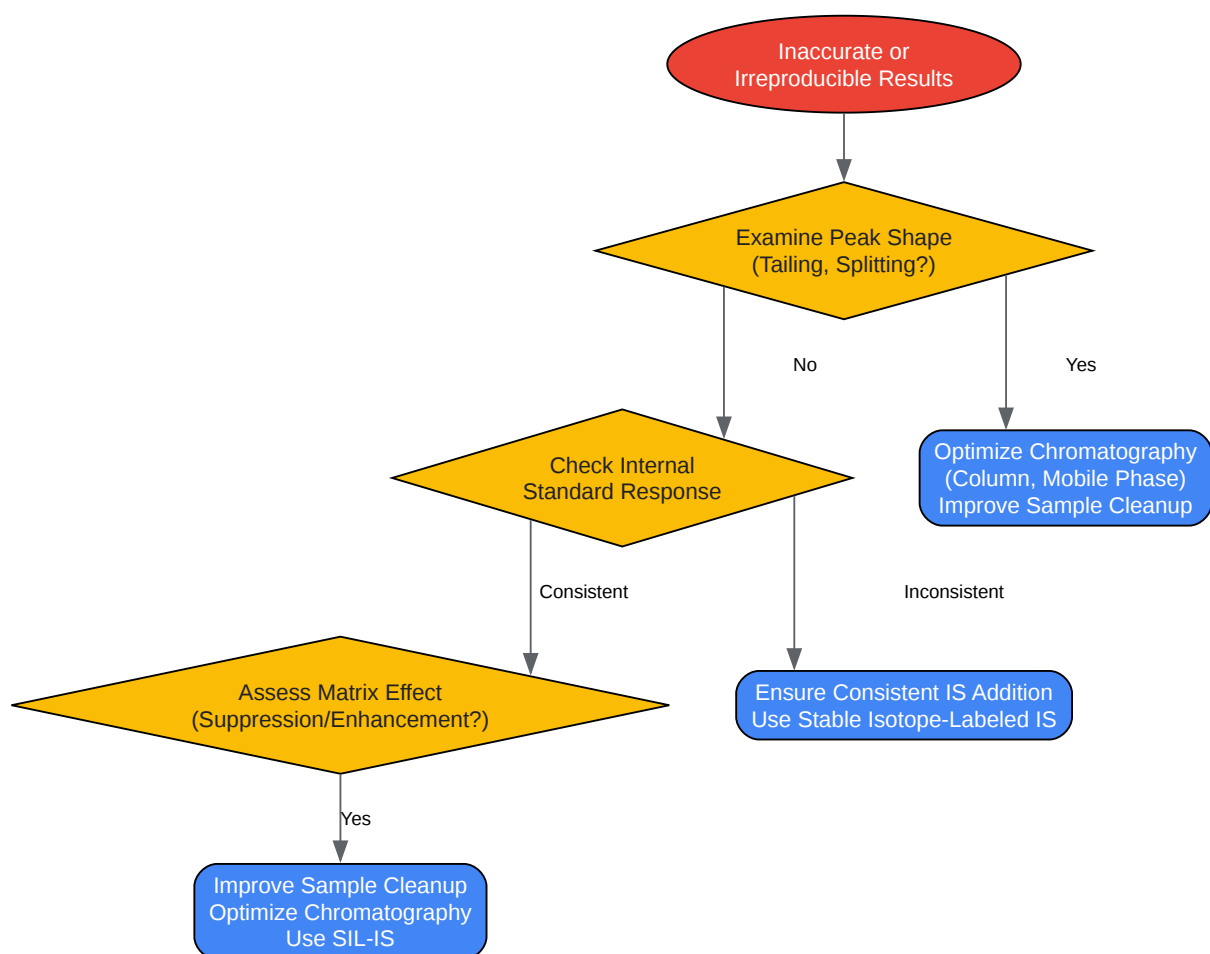 Inaccurate or
Irreproducible Results
Examine Peak Shape
(Tailing, Splitting?)
No
Yes
Check Internal
Standard Response
Optimize Chromatography
(Column, Mobile Phase)
Improve Sample Cleanup
Consistent
Inconsistent
Assess Matrix Effect
(Suppression/Enhancement?)
Ensure Consistent IS Addition
Use Stable Isotope-Labeled IS
Yes
Improve Sample Cleanup
Optimize Chromatography
Use SIL-IS